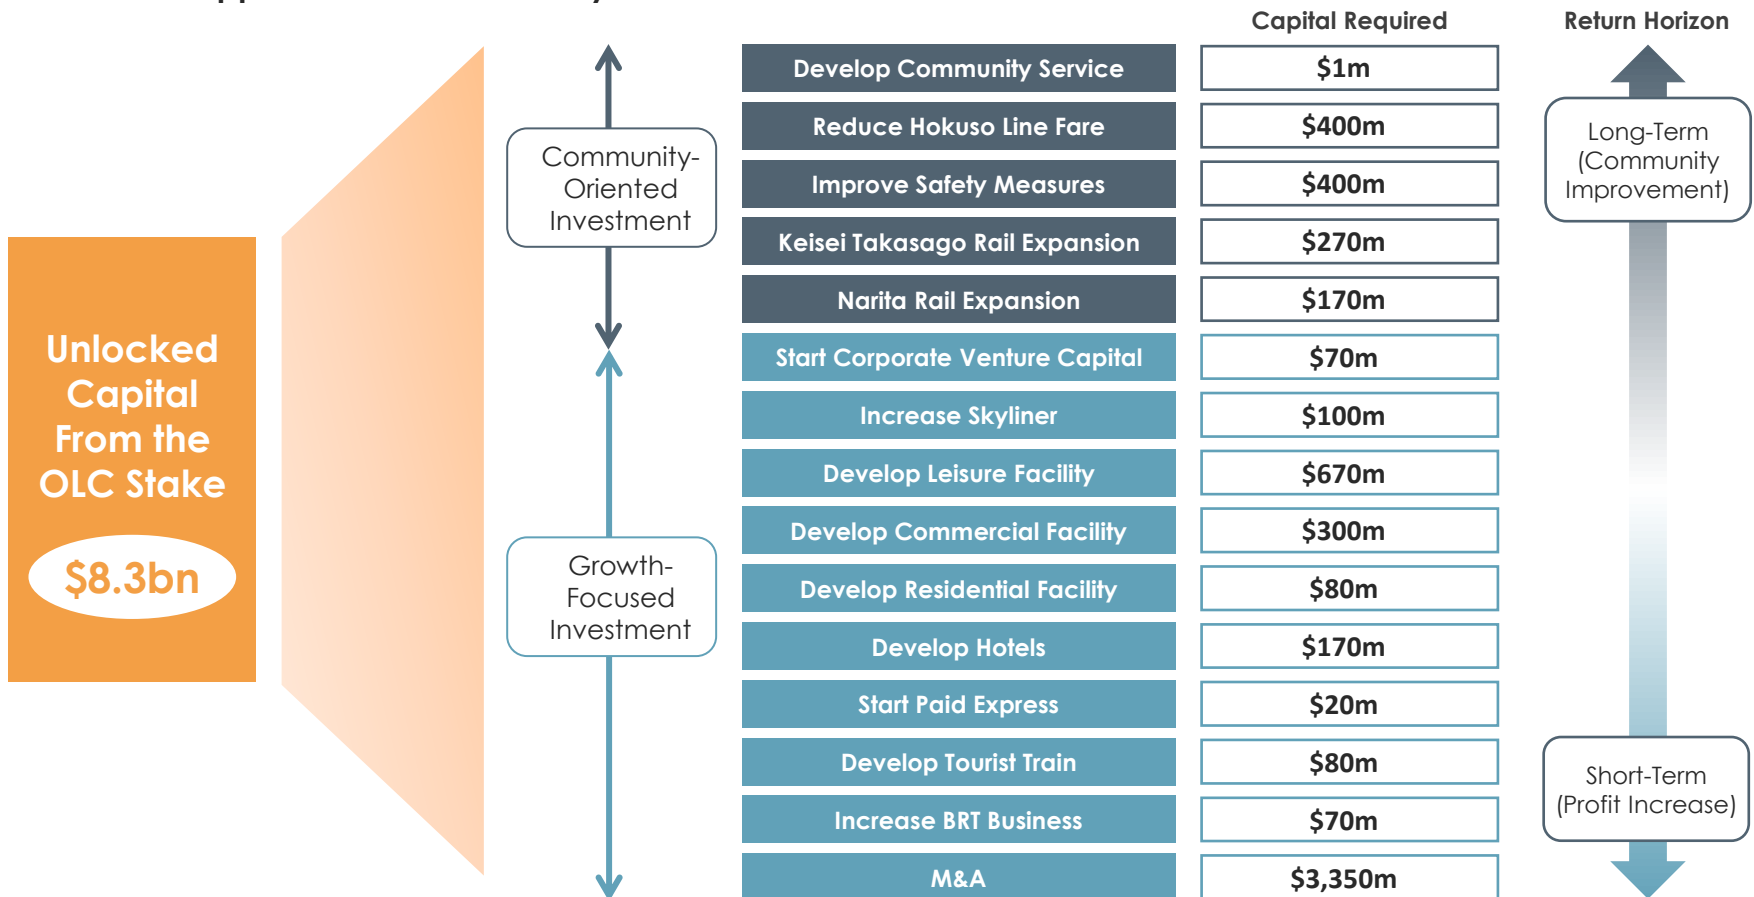 Capital Required
Return Horizon
Unlocked
Capital
From the
OLC Stake
$8.3bn
Community-
Oriented
Investment
Growth-
Focused
Investment
Develop Community Service $1m
Reduce Hokuso Line Fare $400m
Improve Safety Measures $400m
Keisei Takasago Rail Expansion $270m
Narita Rail Expansion $170m
Start Corporate Venture Capital $70m
Increase Skyliner $100m
Develop Leisure Facility $670m
Develop Commercial Facility $300m
Develop Residential Facility $80m
Develop Hotels $170m
Start Paid Express $20m
Develop Tourist Train $80m
Increase BRT Business $70m
M&A $3,350m
Long-Term
(Community
Improvement)
Short-Term
(Profit Increase)